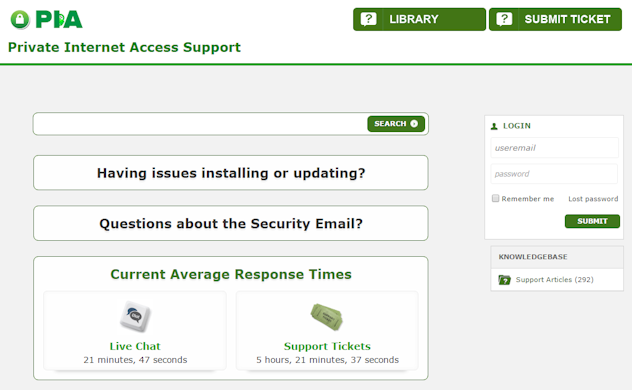 PIA
LIBRARY
SUBMIT TICKET
Private Internet Access Support
SEARCH
LOGIN
useremail
password
Remember me
Lost password
SUBMIT
Having issues installing or updating?
Questions about the Security Email?
KNOWLEDGEBASE
Support Articles (292)
Current Average Response Times
Live Chat
21 minutes, 47 seconds
Support Tickets
5 hours, 21 minutes, 37 seconds